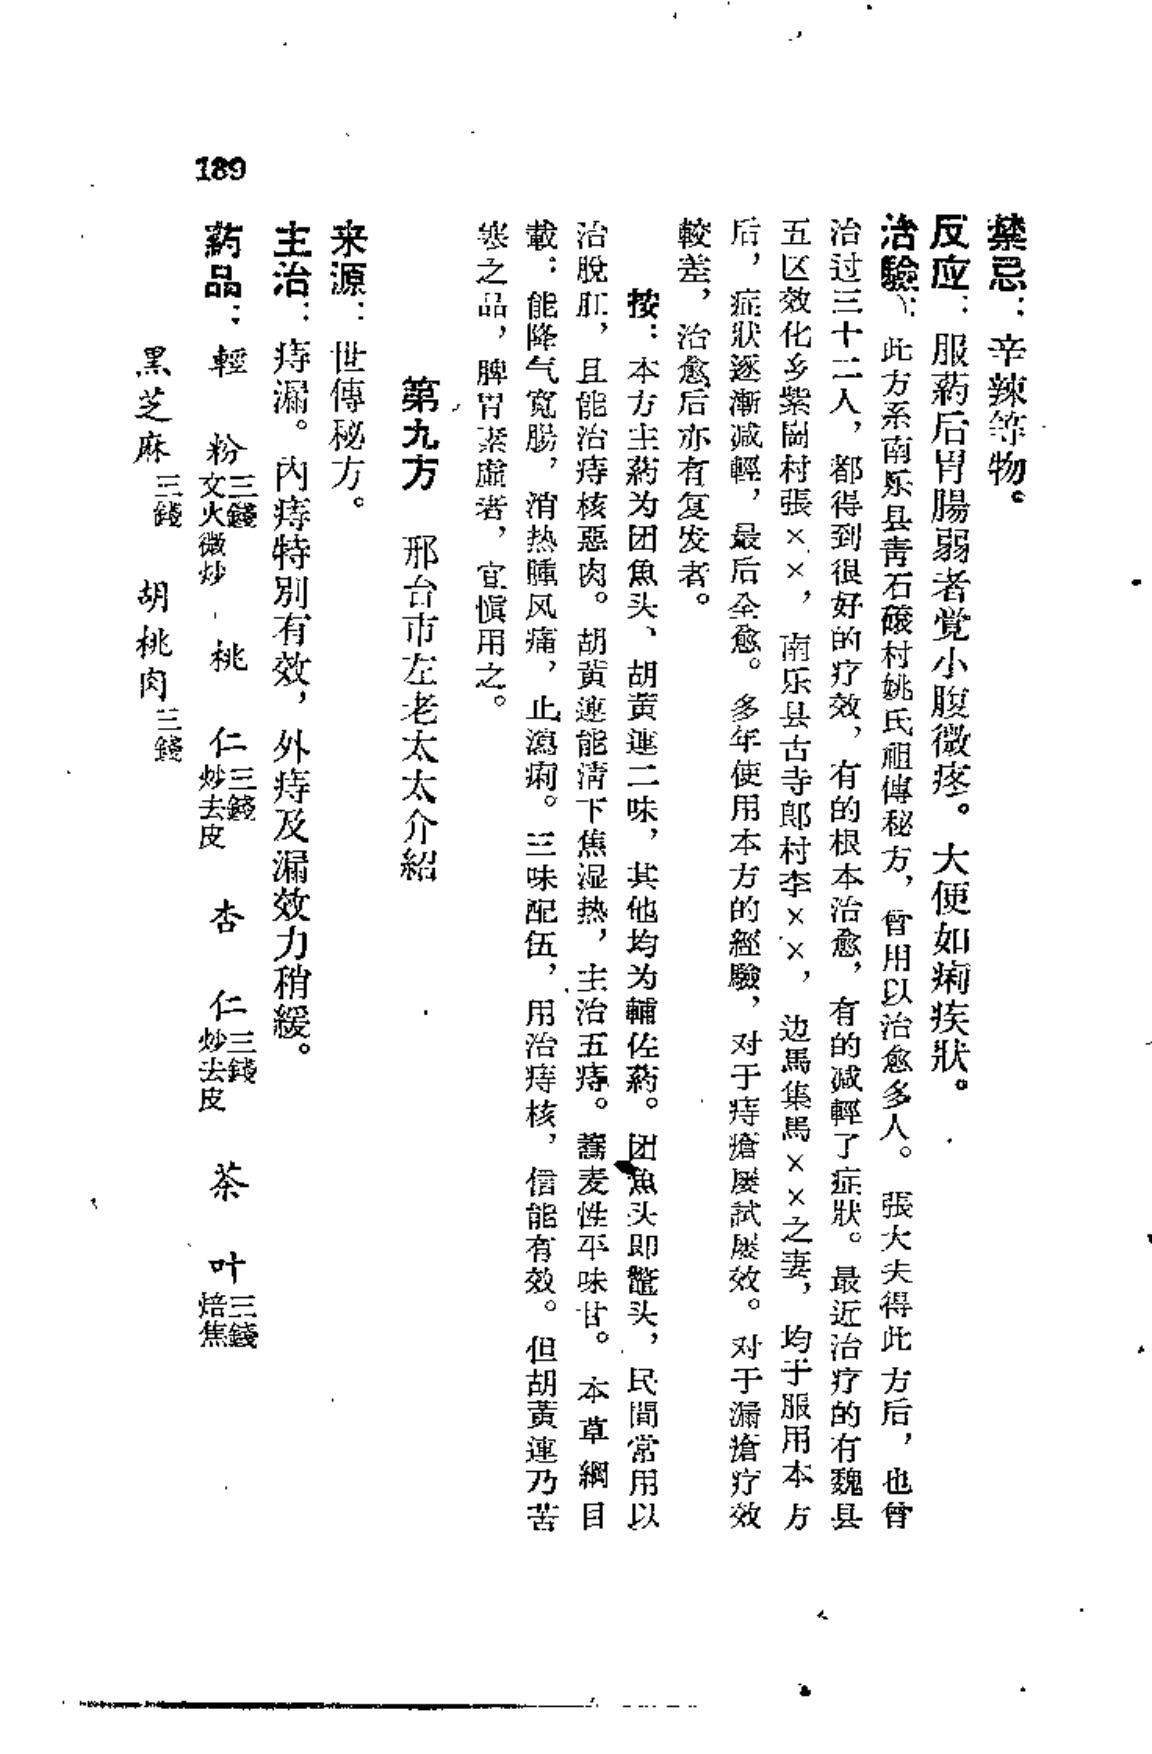 禁忌：辛辣等物。
反应：服葯后胃腸弱者觉小腹微疼。大便如痢疾狀。
治驗：此方系南乐县靑石磙村姚氏祖傳秘方，曾用以治愈多人。張大夫得此方后，也曾
治过三十二人，都得到很好的疗效，有的根本治愈，有的减輕了症狀。最近治疗的有魏县
五区效化乡紫岡村張××，南乐县古寺郎村李××，边馬集馬××之妻，均于服用本方
后，症狀逐漸减輕，最后全愈。多年使用本方的經驗，对于痔瘡屡試屡效。对于漏瘡疗效
較差，治愈后亦有复发者。
按：本方主葯为团魚头、胡黄連二味，其他均为輔佐葯。团魚头即鼈头，民間常用以
治脫肛，且能治痔核惡肉。胡黄連能清下焦湿热，主治五痔。蕎麦性平味甘。本草綱目
載：能降气寬腸，消热腫风痛，止瀉痢。三味配伍，用治痔核，信能有效。但胡黃連乃苦
寒之品，脾胃素虛者，宜愼用之。
第九方 邢台市左老太太介紹
来源：世傳秘方。
主治：痔漏。內痔特別有效，外痔及漏效力稍緩。
葯品：輕粉三錢文火微炒 桃仁三錢炒去皮 杏仁三錢炒去皮 茶叶三錢焙焦
黑芝麻三錢 胡桃肉三錢
189